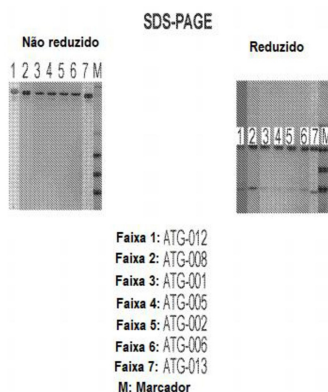 SDS-PAGE
Não reduzido
1 2 3 4 5 6 7 M
Reduzido
1 2 3 4 5 6 7 M
Faixa 1: ATG-012
Faixa 2: ATG-008
Faixa 3: ATG-001
Faixa 4: ATG-005
Faixa 5: ATG-002
Faixa 6: ATG-006
Faixa 7: ATG-013
M: Marcador